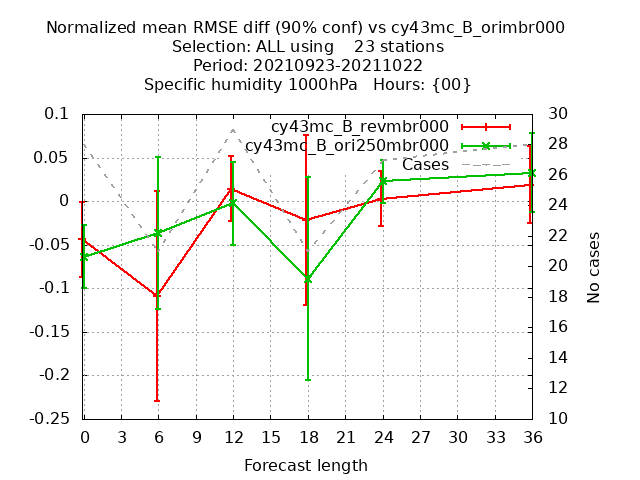 Normalized mean RMSE diff (90% conf) vs cy43mc_B_orimbr000
Selection: ALL using    23 stations
Period: 20210923-20211022
Specific humidity 1000hPa   Hours: {00}
cy43mc_B_revmbr000
cy43mc_B_ori250mbr000
Cases
0.1
0.05
0
-0.05
-0.1
-0.15
-0.2
-0.25
30
28
26
24
22
20
18
16
14
12
10
No cases
0 3 6 9 12 15 18 21 24 27 30 33 36
Forecast length